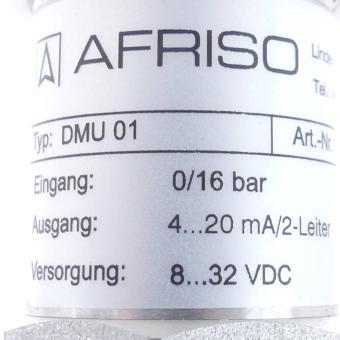 AFRISO
Tel.
Typ: DMU 01 Art.-Nr.
Eingang: 0/16 bar
Ausgang: 4...20 mA/2-Leiter
Versorgung: 8...32 VDC